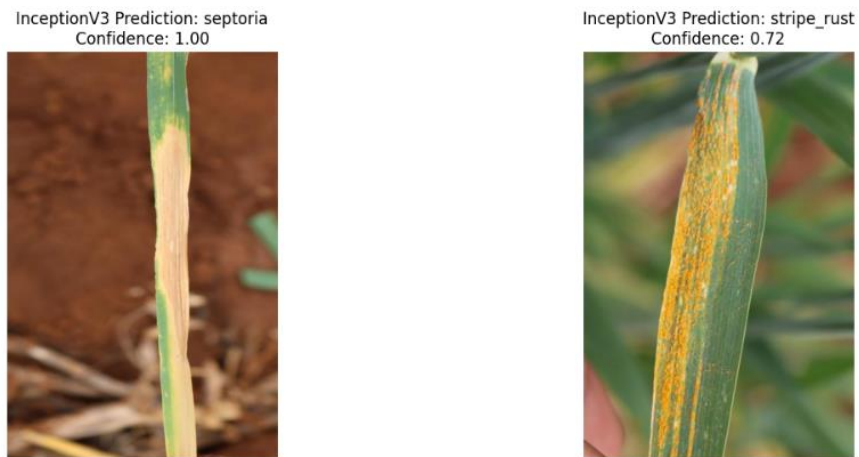 InceptionV3 Prediction: septoria
Confidence: 1.00
InceptionV3 Prediction: stripe_rust
Confidence: 0.72